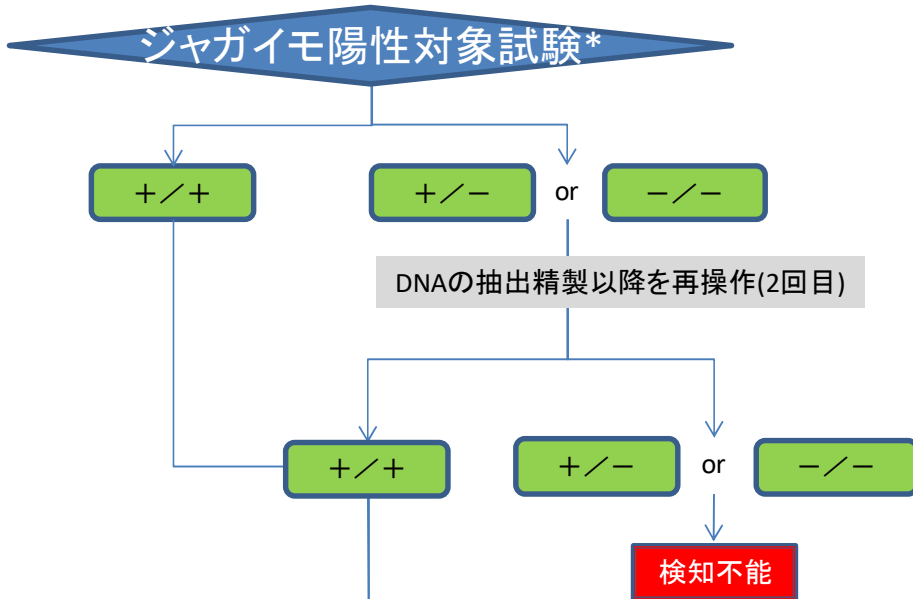 ジャガイモ陽性対象試験*
＋／＋
＋／－
or
－／－
DNAの抽出精製以降を再操作(2回目)
＋／＋
＋／－
or
－／－
検知不能